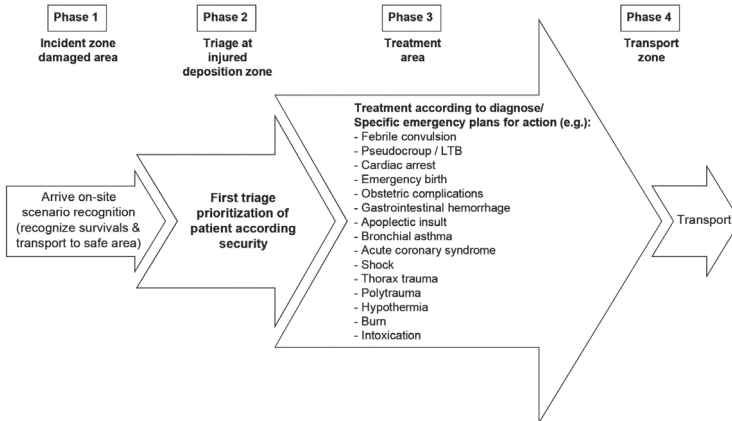 Phase 1
Incident zone
damaged area
Phase 2
Triage at
injured
deposition zone
Phase 3
Treatment
area
Phase 4
Transport
zone
Arrive on-site
scenario recognition
(recognize survivals &
transport to safe area)
First triage
prioritization of
patient according
security
Treatment according to diagnose/
Specific emergency plans for action (e.g.):
- Febrile convulsion
- Pseudocroup / LTB
- Cardiac arrest
- Emergency birth
- Obstetric complications
- Gastrointestinal hemorrhage
- Apoplectic insult
- Bronchial asthma
- Acute coronary syndrome
- Shock
- Thorax trauma
- Polytrauma
- Hypothermia
- Burn
- Intoxication
Transport